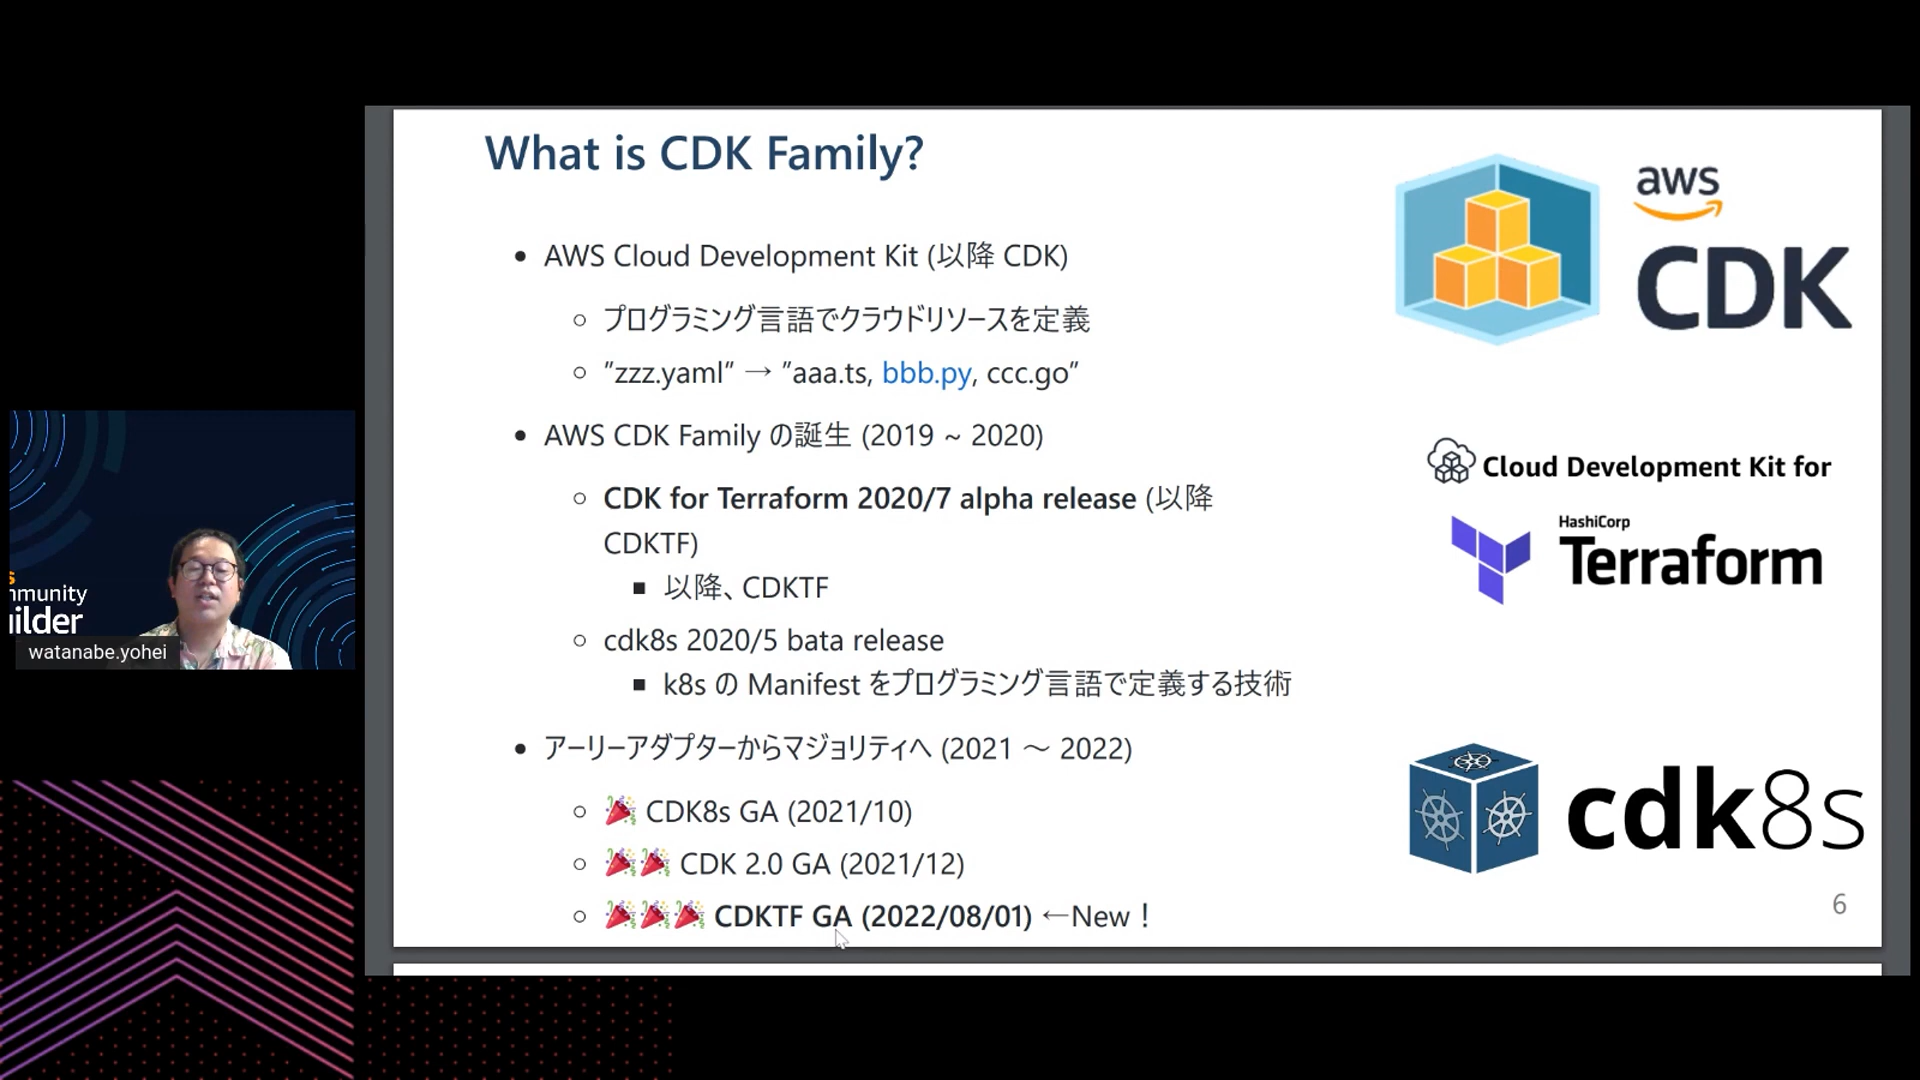 What is CDK Family?
AWS Cloud Development Kit (以降 CDK)
プログラミング言語でクラウドリソースを定義
"zzz.yaml" → "aaa.ts, bbb.py, ccc.go"
AWS CDK Family の誕生 (2019 ~ 2020)
CDK for Terraform 2020/7 alpha release (以降
CDKTF)
以降、CDKTF
cdk8s 2020/5 bata release
k8s の Manifest をプログラミング言語で定義する技術
アーリーアダプターからマジョリティへ (2021 ～ 2022)
🎉 CDK8s GA (2021/10)
🎉🎉 CDK 2.0 GA (2021/12)
🎉🎉🎉 CDKTF GA (2022/08/01) ←New！
aws
CDK
Cloud Development Kit for
HashiCorp
Terraform
cdk8s
6
s
mmunity
ilder
watanabe.yohei